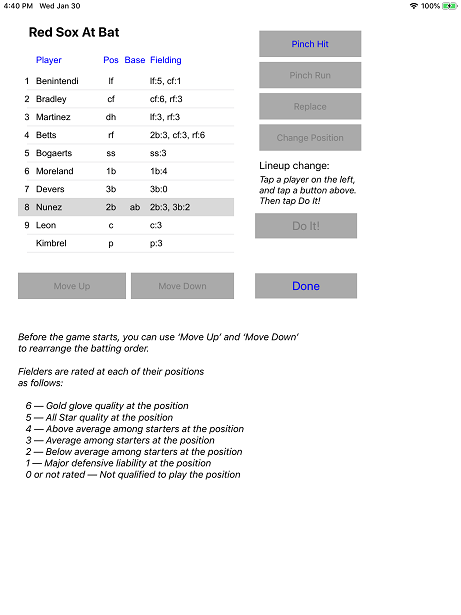 4:40 PM Wed Jan 30 100%
Red Sox At Bat
Player Pos Base Fielding
1 Benintendi lf lf:5, cf:1
2 Bradley cf cf:6, rf:3
3 Martinez dh lf:3, rf:3
4 Betts rf 2b:3, cf:3, rf:6
5 Bogaerts ss ss:3
6 Moreland 1b 1b:4
7 Devers 3b 3b:0
8 Nunez 2b ab 2b:3, 3b:2
9 Leon c c:3
Kimbrel p p:3
Move Up Move Down
Pinch Hit
Pinch Run
Replace
Change Position
Lineup change:
Tap a player on the left,
and tap a button above.
Then tap Do It!
Do It!
Done
Before the game starts, you can use ‘Move Up’ and ‘Move Down’
to rearrange the batting order.
Fielders are rated at each of their positions
as follows:
6 — Gold glove quality at the position
5 — All Star quality at the position
4 — Above average among starters at the position
3 — Average among starters at the position
2 — Below average among starters at the position
1 — Major defensive liability at the position
0 or not rated — Not qualified to play the position